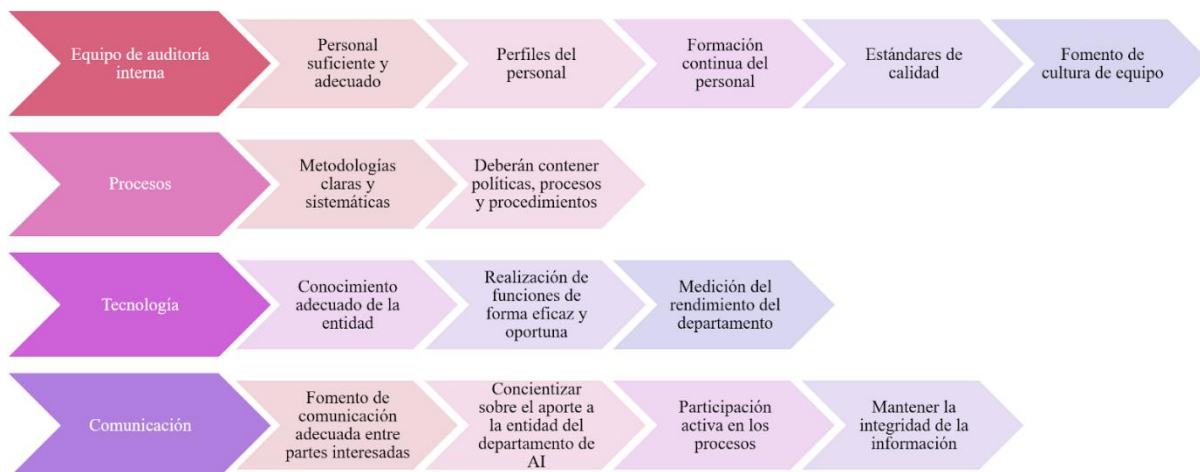 Equipo de auditoría
interna
Personal
suficiente y
adecuado
Perfiles del
personal
Formación
continua del
personal
Estándares de
calidad
Fomento de
cultura de equipo
Procesos
Metodologías
claras y
sistemáticas
Deberán contener
políticas, procesos
y procedimientos
Tecnología
Conocimiento
adecuado de la
entidad
Realización de
funciones de
forma eficaz y
oportuna
Medición del
rendimiento del
departamento
Comunicación
Fomento de
comunicación
adecuada entre
partes interesadas
Concientizar
sobre el aporte a
la entidad del
departamento de
AI
Participación
activa en los
procesos
Mantener la
integridad de la
información